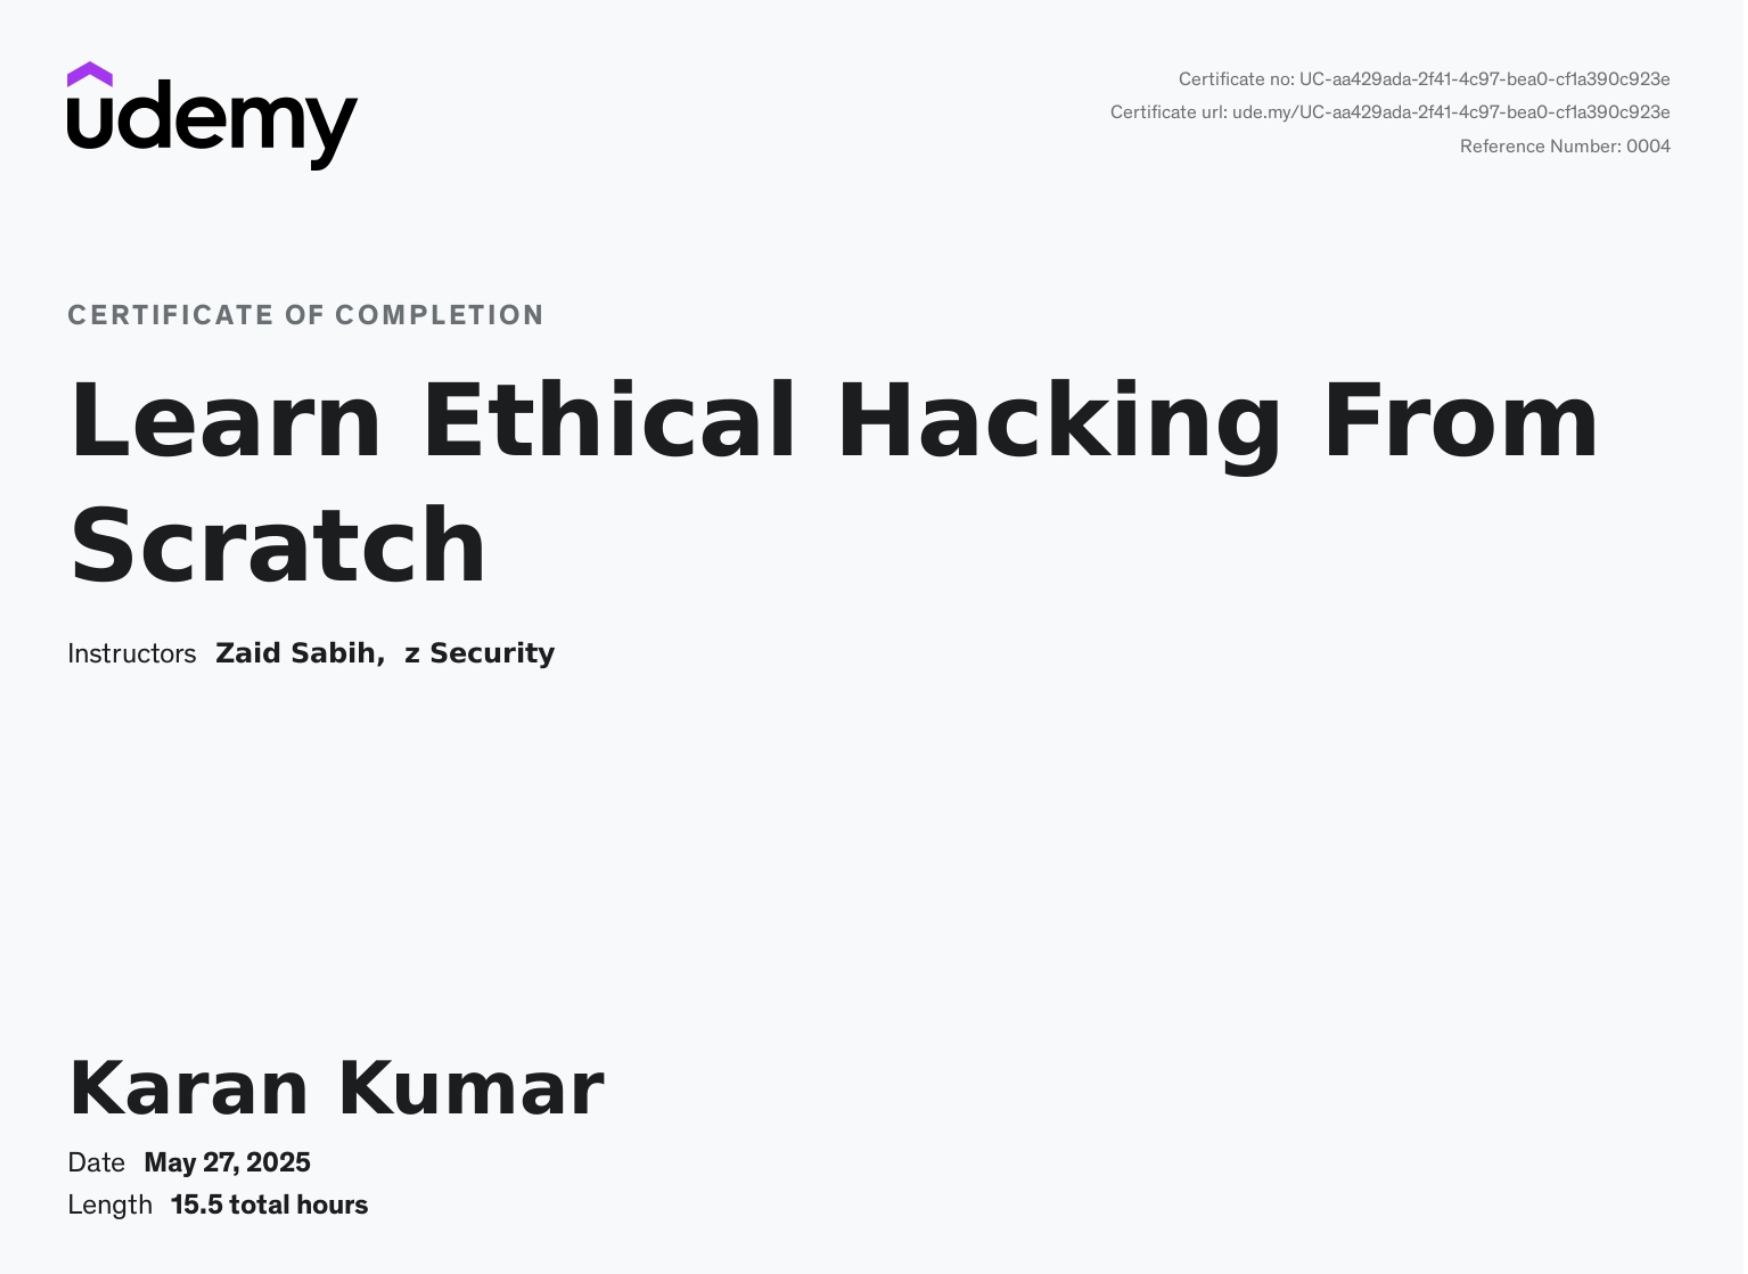 udemy
Certificate no: UC-aa429ada-2f41-4c97-bea0-cf1a390c923e
Certificate url: ude.my/UC-aa429ada-2f41-4c97-bea0-cf1a390c923e
Reference Number: 0004
CERTIFICATE OF COMPLETION
Learn Ethical Hacking From
Scratch
Instructors Zaid Sabih, z Security
Karan Kumar
Date May 27, 2025
Length 15.5 total hours